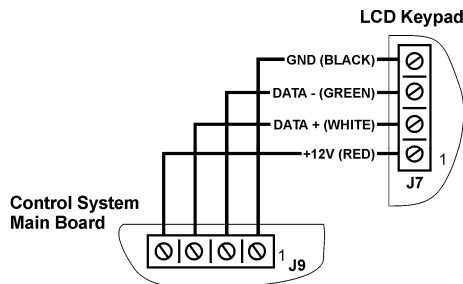 LCD Keypad
GND (BLACK)
DATA - (GREEN)
DATA + (WHITE)
+12V (RED)
1
J7
Control System
Main Board
1
J9